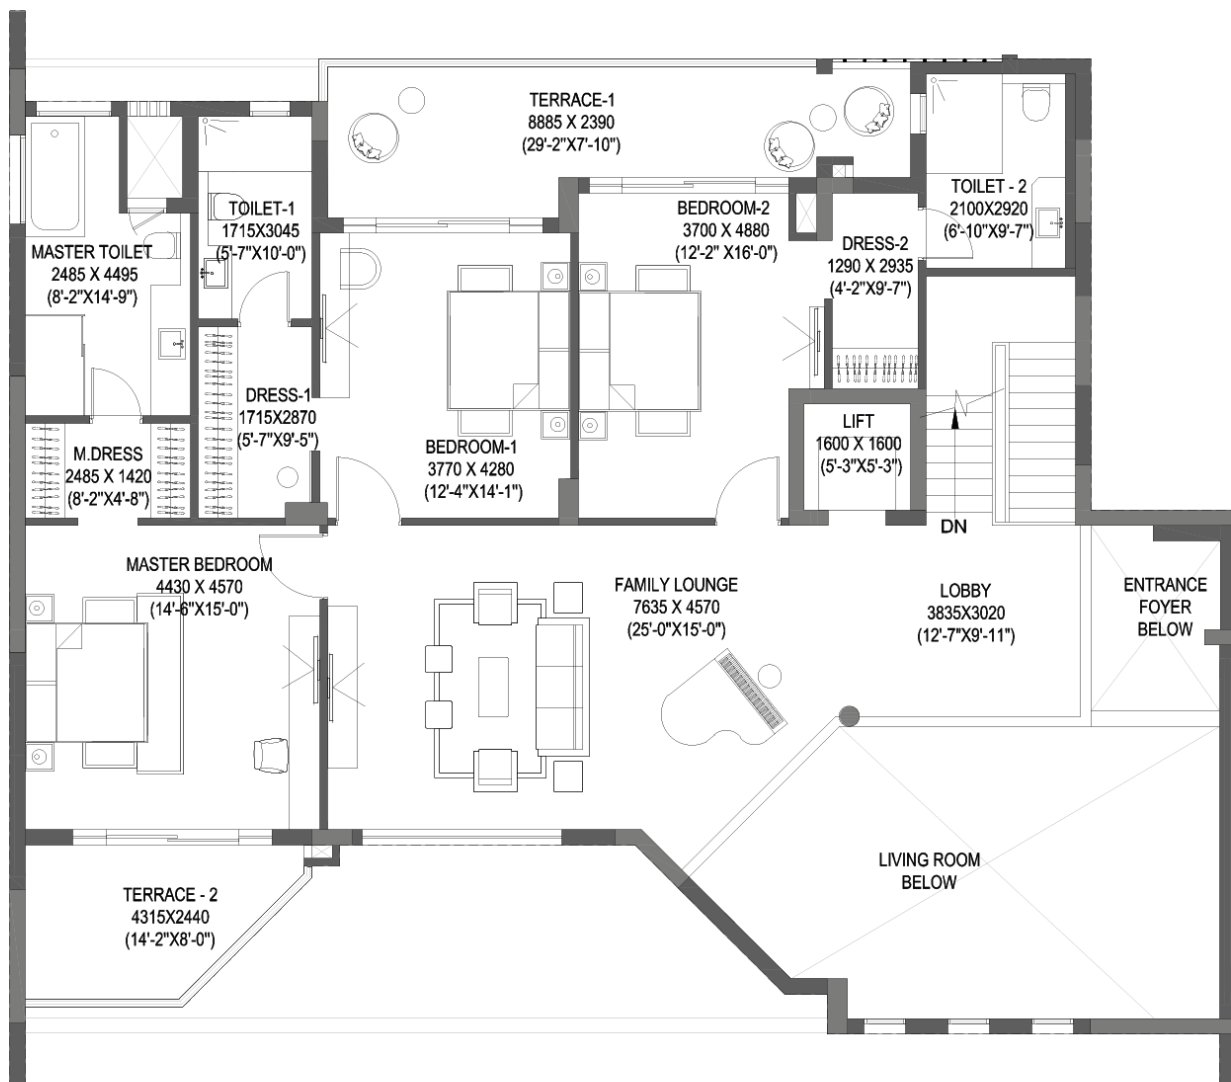 TERRACE-1
8885 X 2390
(29'-2"X7'-10")
TOILET - 2
2100X2920
(6'-10"X9'-7")
TOILET-1
1715X3045
(5'-7"X10'-0")
BEDROOM-2
3700 X 4880
(12'-2" X16'-0")
DRESS-2
1290 X 2935
(4'-2"X9'-7")
MASTER TOILET
2485 X 4495
(8'-2"X14'-9")
DRESS-1
1715X2870
(5'-7"X9'-5")
M.DRESS
2485 X 1420
(8'-2"X4'-8")
BEDROOM-1
3770 X 4280
(12'-4"X14'-1")
LIFT
1600 X 1600
(5'-3"X5'-3")
DN
MASTER BEDROOM
4430 X 4570
(14'-6"X15'-0")
FAMILY LOUNGE
7635 X 4570
(25'-0"X15'-0")
LOBBY
3835X3020
(12'-7"X9'-11")
ENTRANCE
FOYER
BELOW
LIVING ROOM
BELOW
TERRACE - 2
4315X2440
(14'-2"X8'-0")